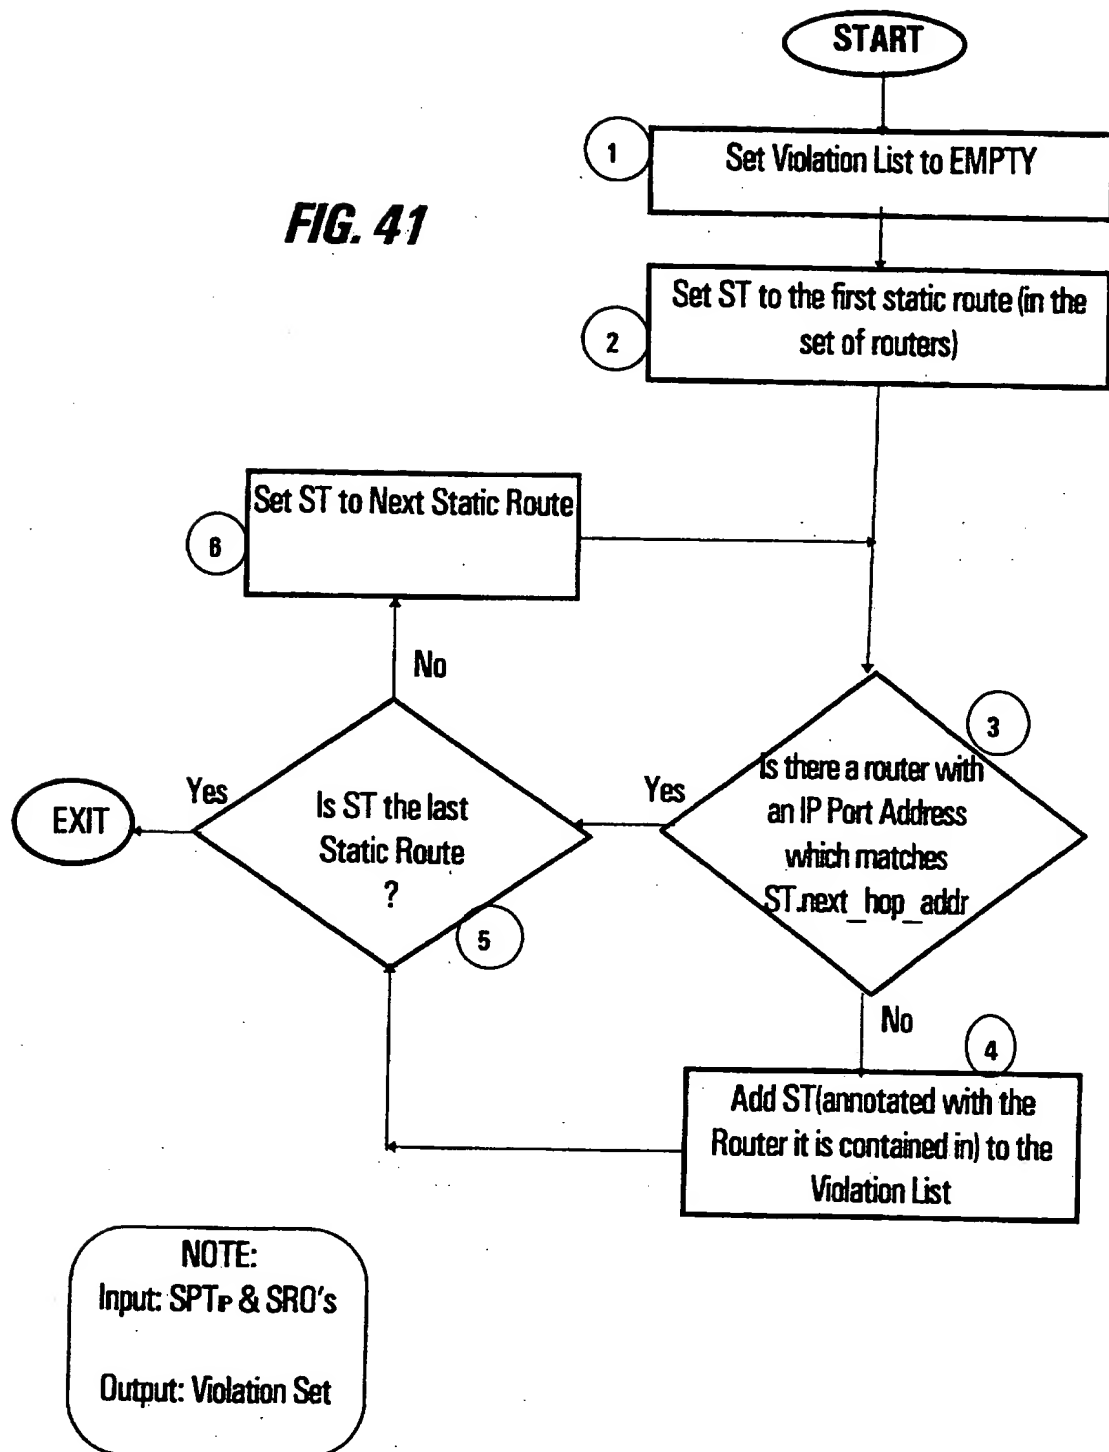 START
1
Set Violation List to EMPTY
FIG. 41
2
Set ST to the first static route (in the
set of routers)
6
Set ST to Next Static Route
No
3
Is there a router with
an IP Port Address
which matches
ST.next_hop_addr
Yes
Is ST the last
Static Route
?
5
Yes
EXIT
No
4
Add ST(annotated with the
Router it is contained in) to the
Violation List
NOTE:
Input: SPTP & SRO's
Output: Violation Set